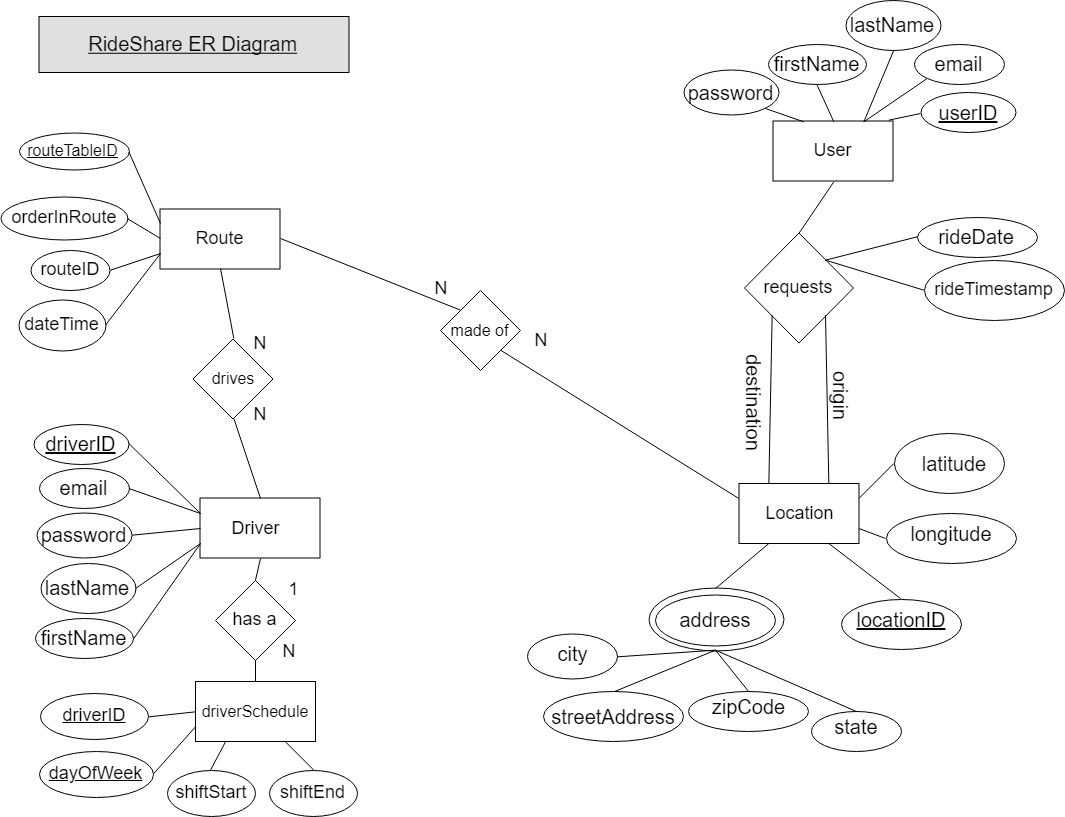 RideShare ER Diagram
lastName
firstName
email
password
userID
User
routeTableID
orderInRoute
Route
routeID
dateTime
rideDate
requests
rideTimestamp
N
made of
N
N
drives
N
destination
origin
driverID
email
password
Driver
lastName
firstName
latitude
Location
longitude
1
has a
N
address
locationID
city
streetAddress
zipCode
state
driverID
driverSchedule
dayOfWeek
shiftStart
shiftEnd